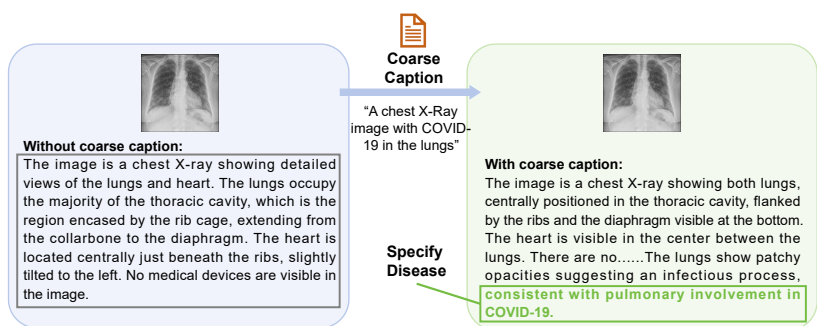 Coarse
Caption
“A chest X-Ray
image with COVID-
19 in the lungs”
Without coarse caption:
The image is a chest X-ray showing detailed
views of the lungs and heart. The lungs occupy
the majority of the thoracic cavity, which is the
region encased by the rib cage, extending from
the collarbone to the diaphragm. The heart is
located centrally just beneath the ribs, slightly
tilted to the left. No medical devices are visible in
the image.
Specify
Disease
With coarse caption:
The image is a chest X-ray showing both lungs,
centrally positioned in the thoracic cavity, flanked
by the ribs and the diaphragm visible at the bottom.
The heart is visible in the center between the
lungs. There are no......The lungs show patchy
opacities suggesting an infectious process,
consistent with pulmonary involvement in
COVID-19.